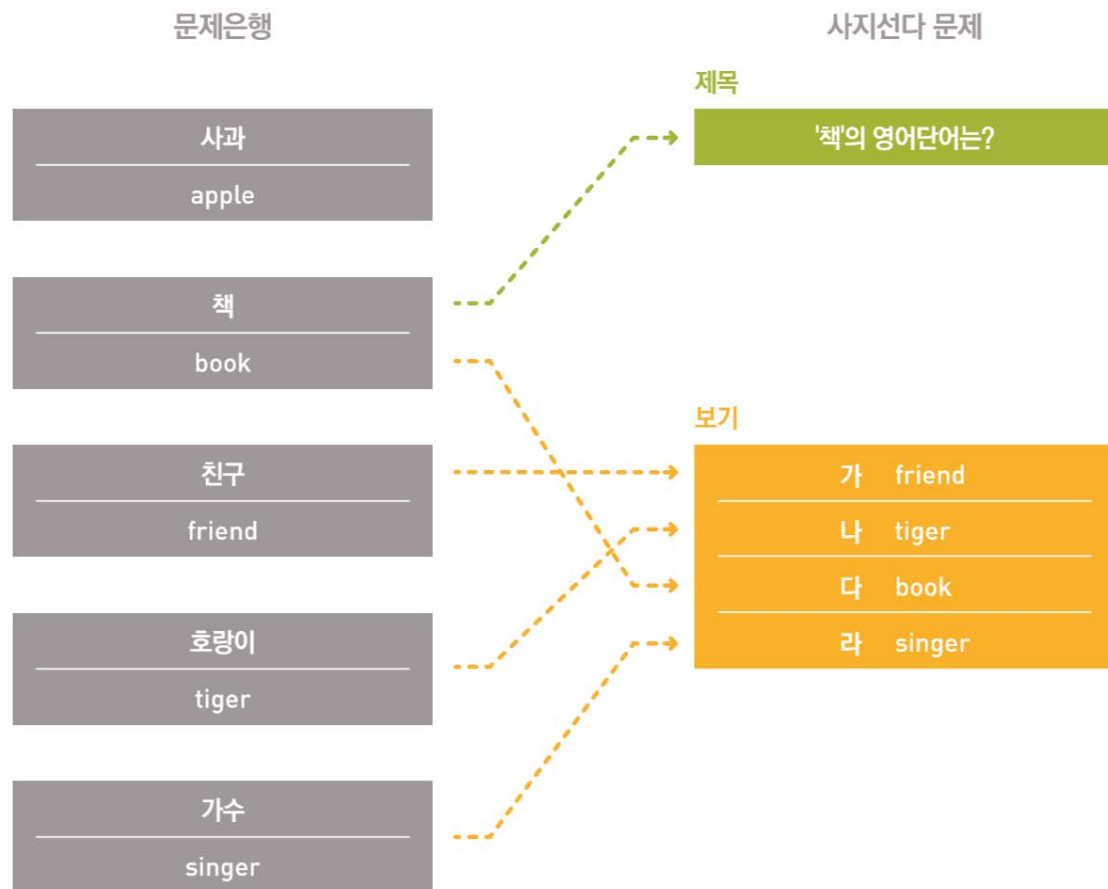 문제은행
사과
apple
책
book
친구
friend
호랑이
tiger
가수
singer
사지선다 문제
제목
'책'의 영어단어는?
보기
가 friend
나 tiger
다 book
라 singer